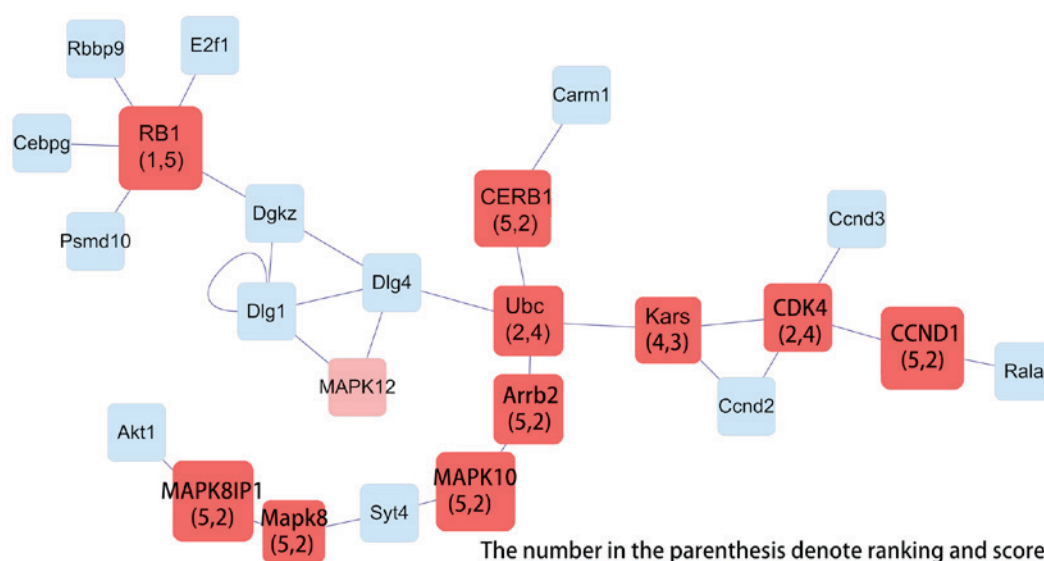 Rbbp9
E2f1
Cebpg
RB1
(1,5)
Psmd10
Carm1
CERB1
(5,2)
Dgkz
Ccnd3
Dlg4
Dlg1
Ubc
(2,4)
Kars
(4,3)
CDK4
(2,4)
CCND1
(5,2)
Rala
MAPK12
Arrb2
(5,2)
Ccnd2
Akt1
MAPK8IP1
(5,2)
Mapk8
(5,2)
Syt4
MAPK10
(5,2)
The number in the parenthesis denote ranking and score